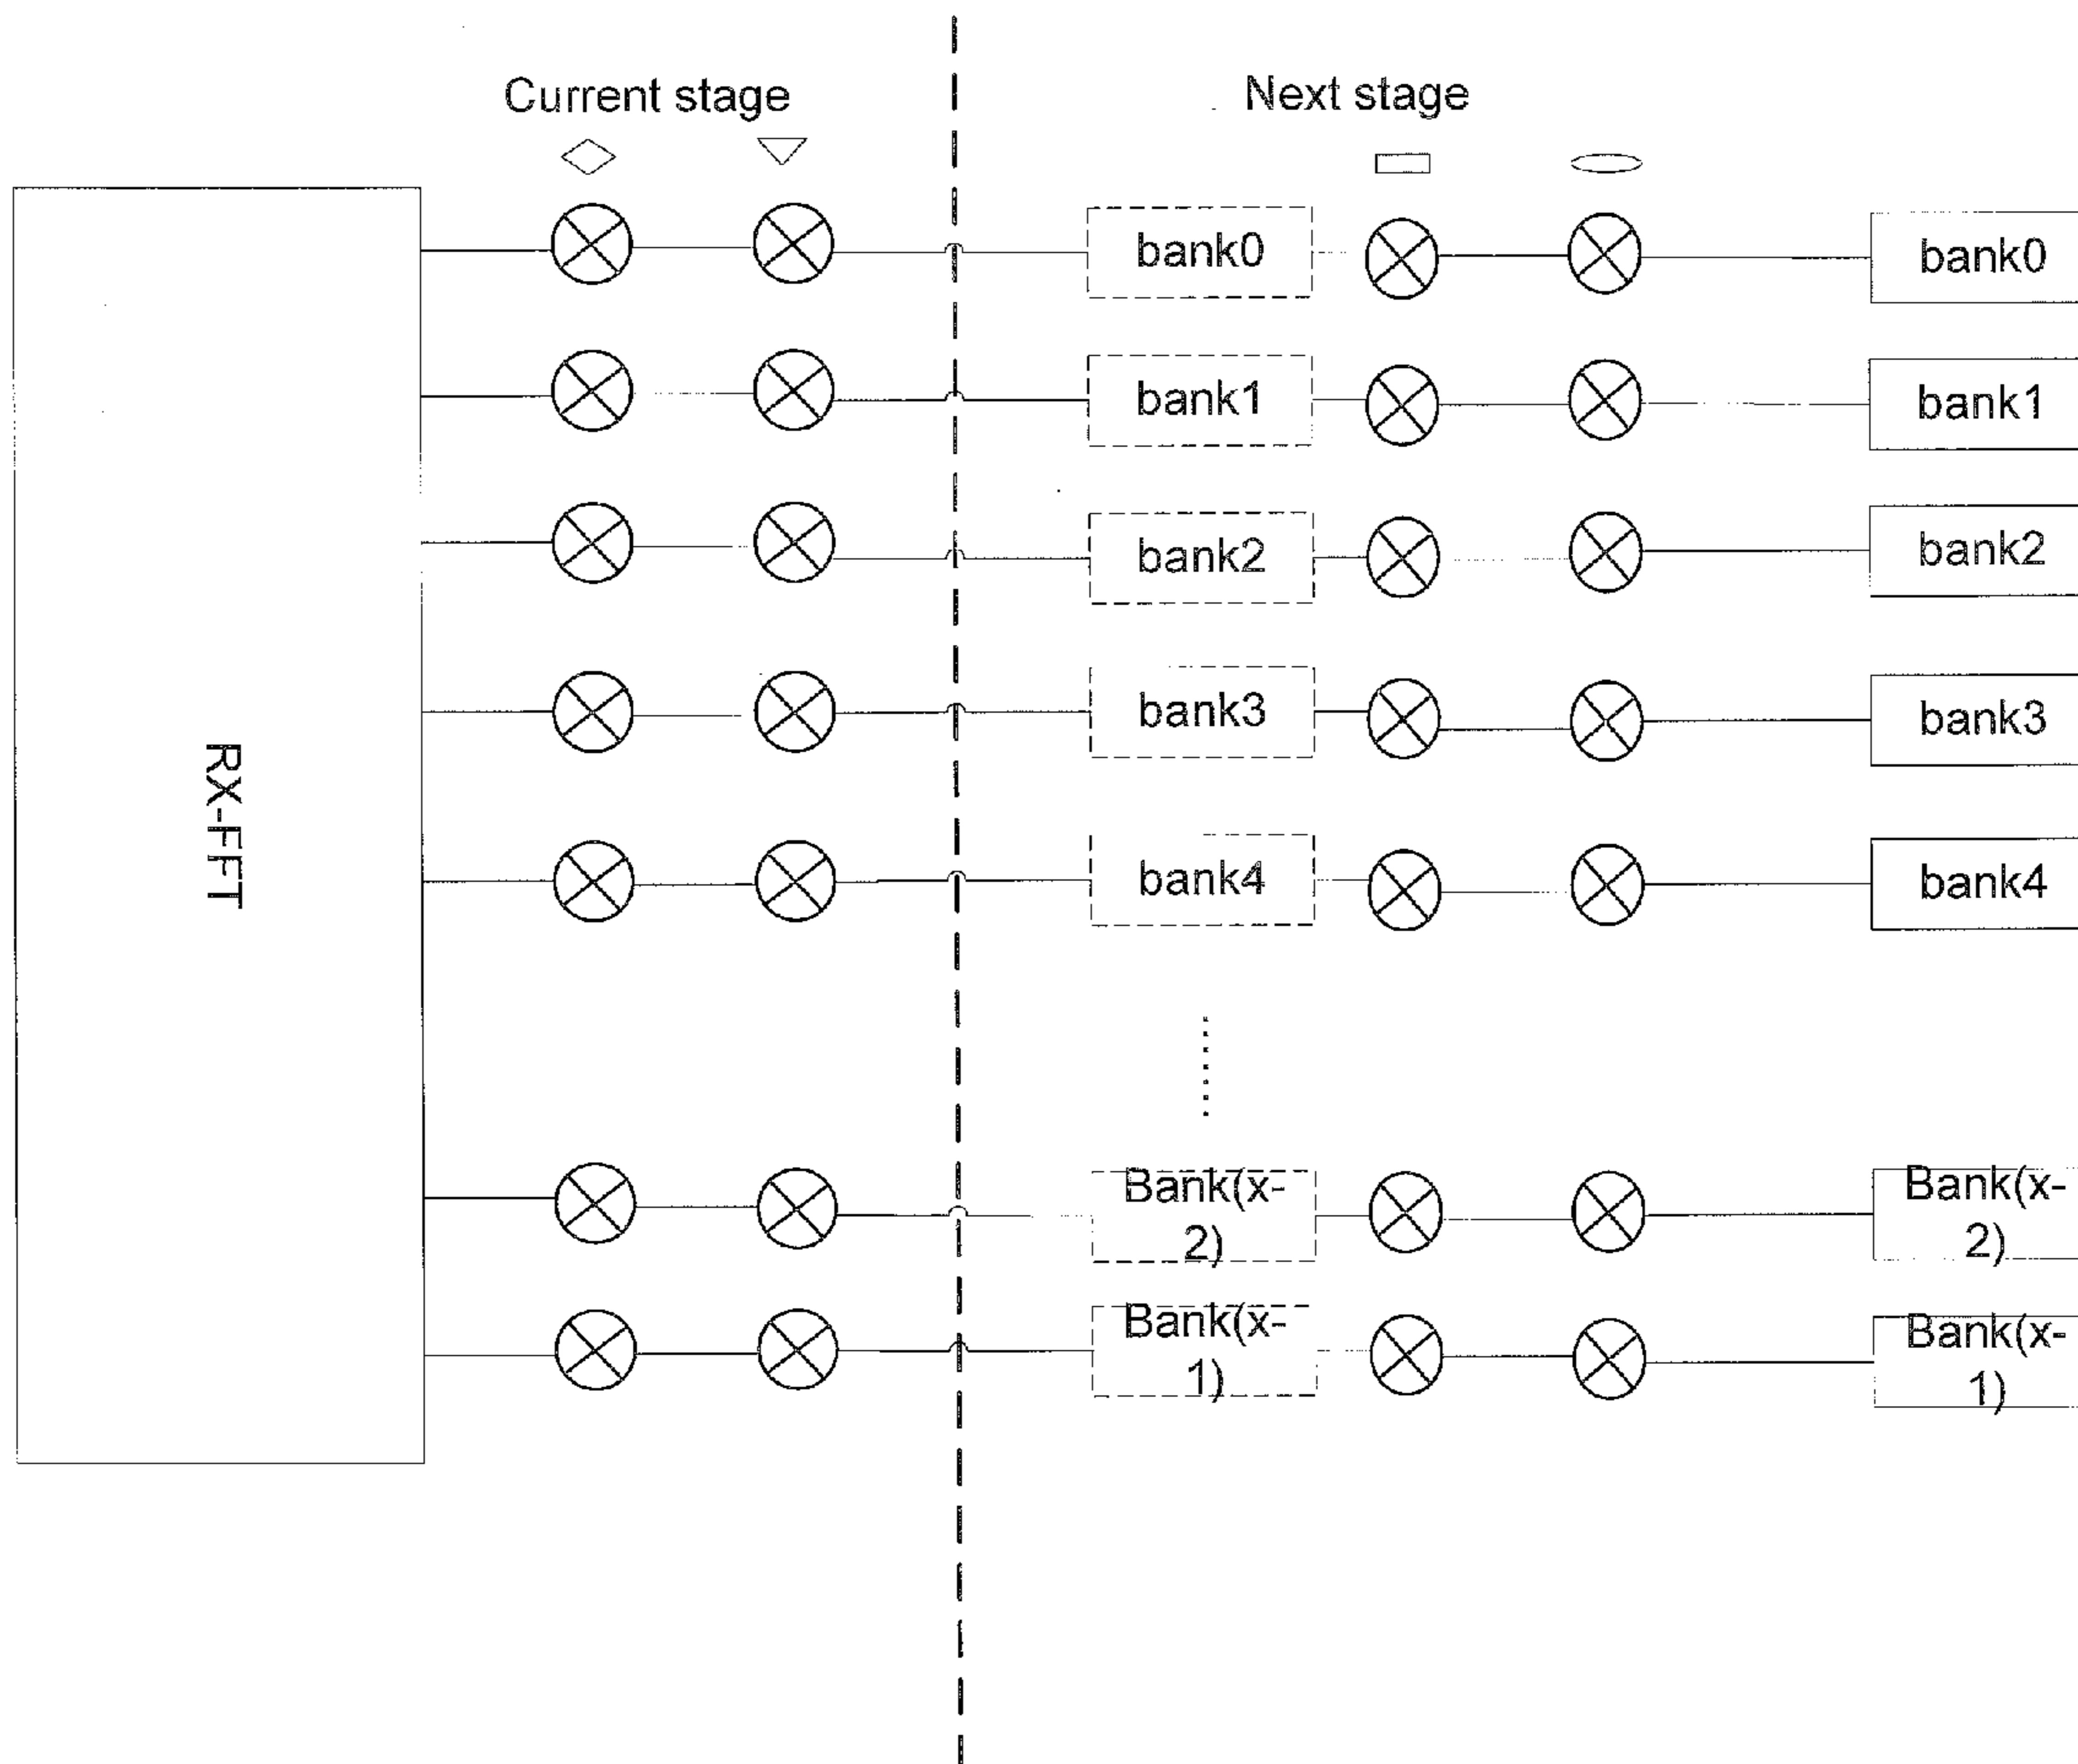 Current stage
Next stage
RX-FFT
bank0
bank0
bank1
bank1
bank2
bank2
bank3
bank3
bank4
bank4
Bank(x-
2)
Bank(x-
2)
Bank(x-
1)
Bank(x-
1)